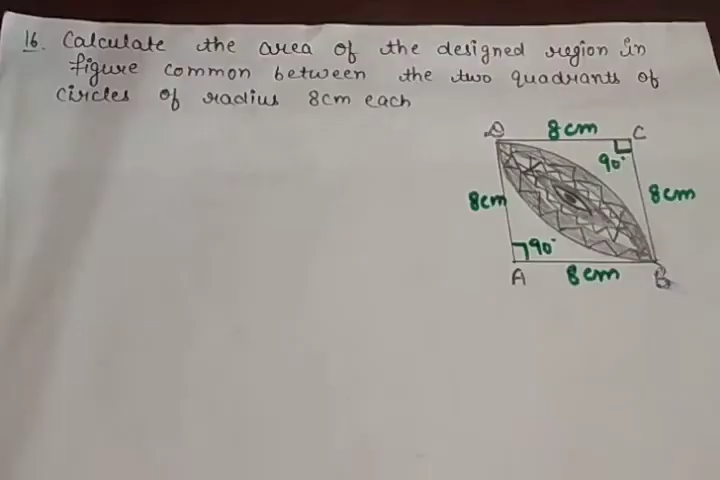 16. Calculate the area of the designed region in
figure common between the two quadrants of
circles of radius 8cm each
D 8cm C
90°
8cm 8cm
90°
A 8cm B